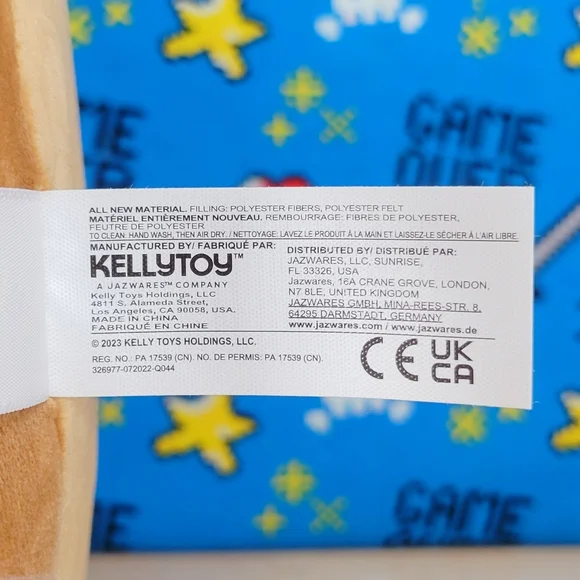 GAME
OVER
ALL NEW MATERIAL. FILLING: POLYESTER FIBERS, POLYESTER FELT
MATÉRIEL ENTIÈREMENT NOUVEAU. REMBOURRAGE: FIBRES DE POLYESTER,
FEUTRE DE POLYESTER
TO CLEAN: HAND WASH, THEN AIR DRY. / NETTOYAGE: LAVEZ LE PRODUIT À LA MAIN ET LAISSEZ-LE SÉCHER À L'AIR LIBRE
MANUFACTURED BY/ FABRIQUÉ PAR:
KELLYTOY™
A JAZWARES™ COMPANY
Kelly Toys Holdings, LLC
4811 S. Alameda Street,
Los Angeles, CA 90058, USA
MADE IN CHINA
FABRIQUÉ EN CHINE
DISTRIBUTED BY/ DISTRIBUÉ PAR:
JAZWARES, LLC, SUNRISE,
FL 33326, USA
Jazwares, 16A CRANE GROVE, LONDON,
N7 8LE, UNITED KINGDOM
JAZWARES GMBH, MINA-REES-STR. 8,
64295 DARMSTADT, GERMANY
www.jazwares.com / www.jazwares.de
© 2023 KELLY TOYS HOLDINGS, LLC.
REG. NO.: PA 17539 (CN). NO. DE PERMIS: PA 17539 (CN).
326977-072022-Q044
CE UK
CA
GAME